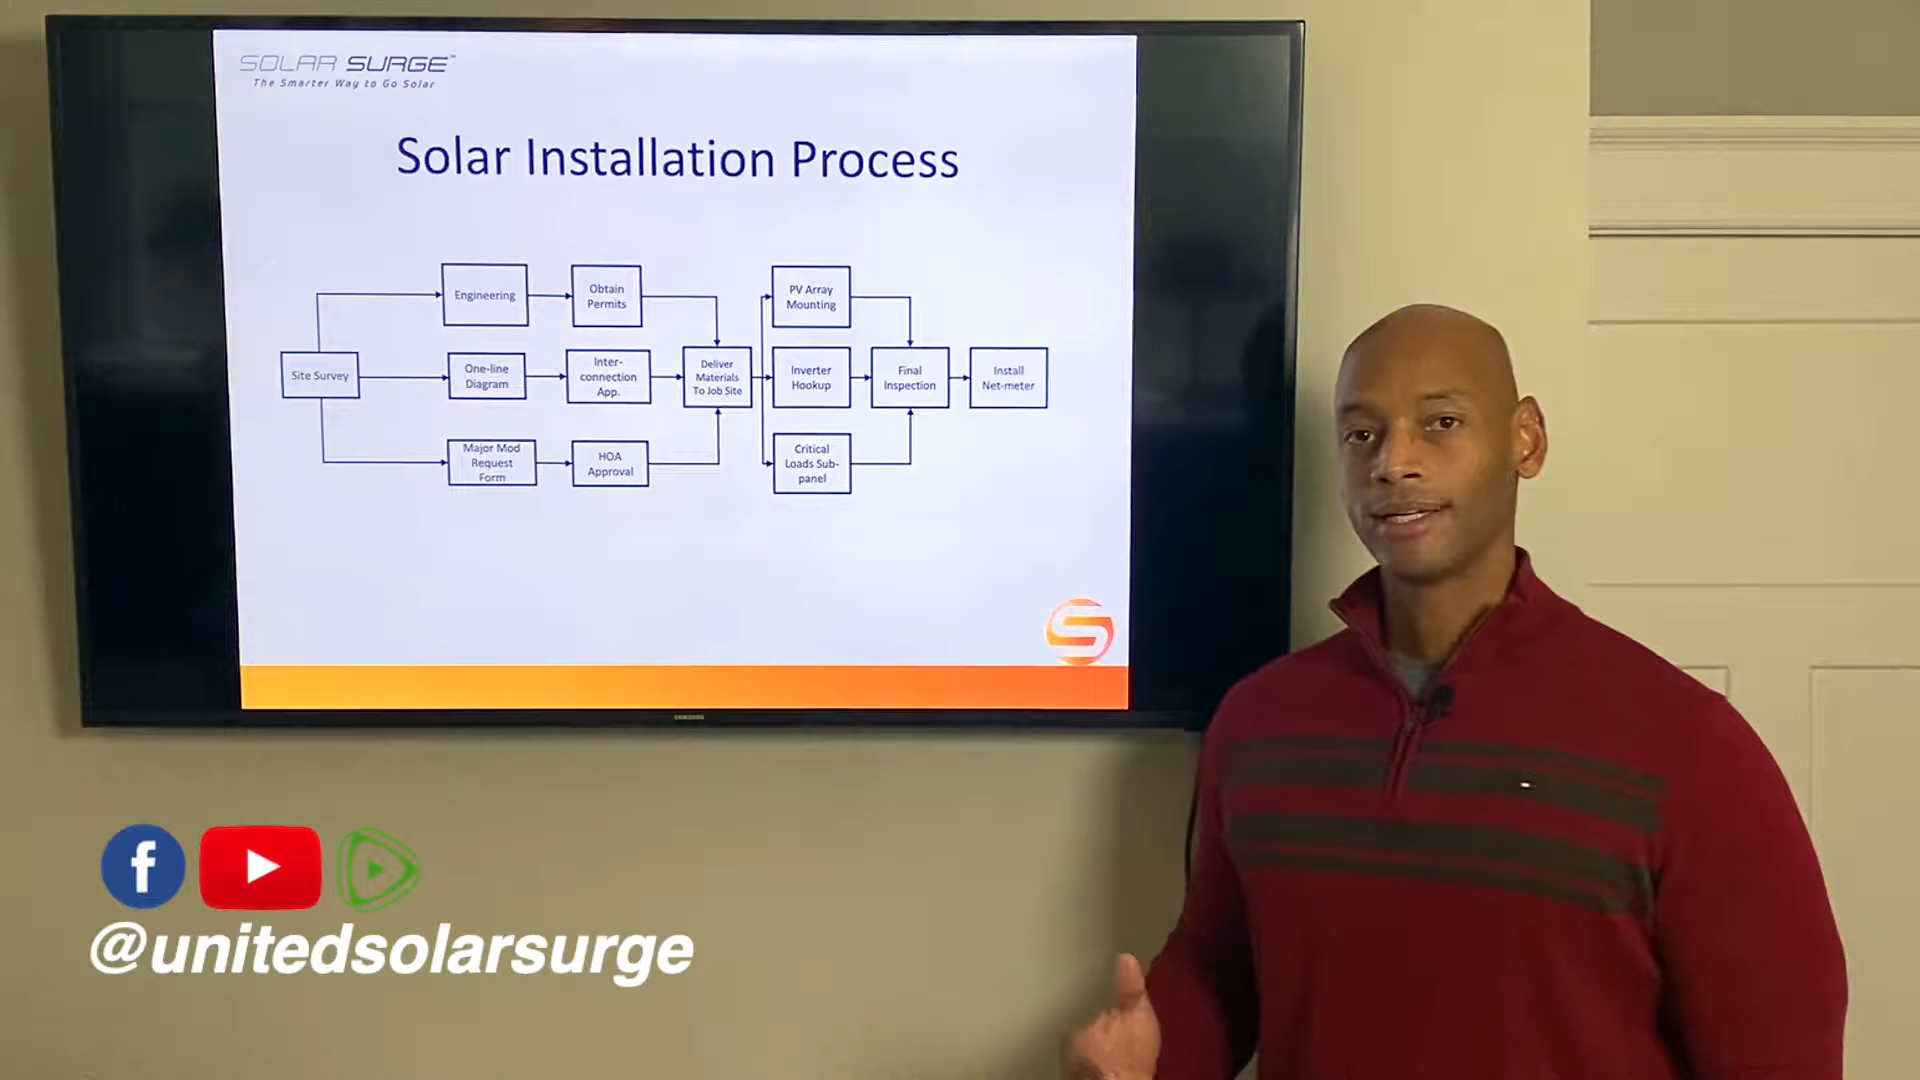 SOLAR SURGE™
The Smarter Way to Go Solar
Solar Installation Process
Site Survey
Engineering
Obtain
Permits
One-line
Diagram
Inter-
connection
App.
Major Mod
Request
Form
HOA
Approval
Deliver
Materials
To Job Site
PV Array
Mounting
Inverter
Hookup
Critical
Loads Sub-
panel
Final
Inspection
Install
Net-meter
@unitedsolarsurge